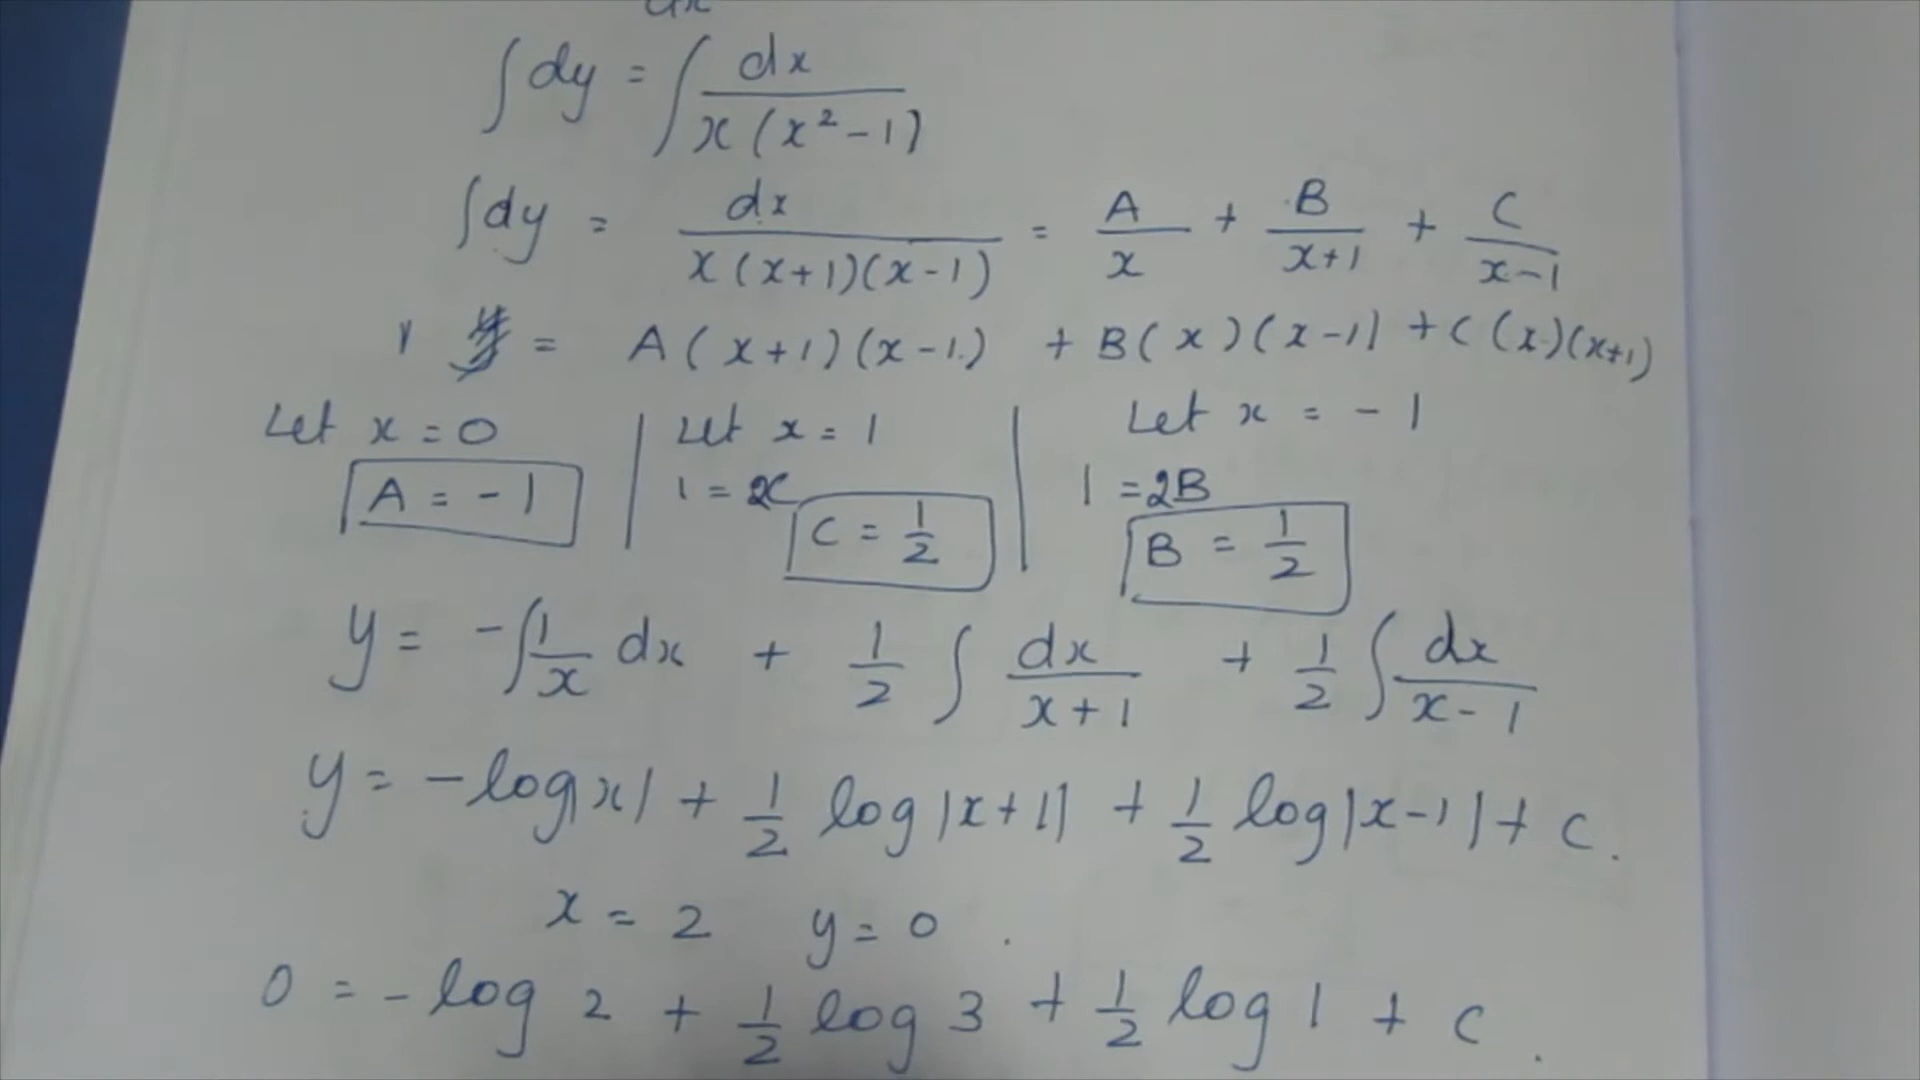 dx
∫ dy = ∫ dx / x(x² - 1)
∫ dy = dx / x(x+1)(x-1) = A / x + B / x+1 + C / x-1
1 = A(x+1)(x-1) + B(x)(x-1) + C(x)(x+1)
Let x = 0 | Let x = 1 | Let x = -1
A = -1 | 1 = 2C | 1 = 2B
C = 1/2 | B = 1/2
y = -∫ 1/x dx + 1/2 ∫ dx / x+1 + 1/2 ∫ dx / x-1
y = -log|x| + 1/2 log|x+1| + 1/2 log|x-1| + C.
x = 2 y = 0.
0 = -log 2 + 1/2 log 3 + 1/2 log 1 + C.